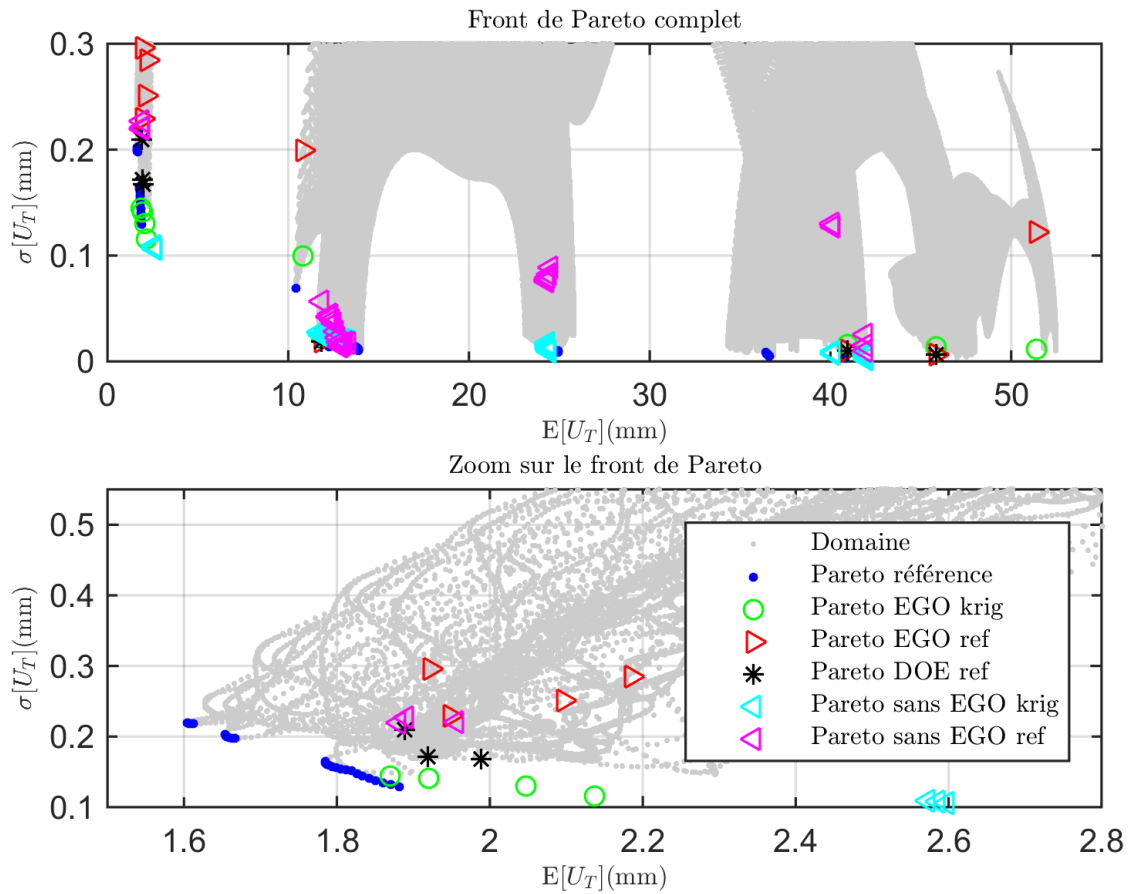 Front de Pareto complet
0.3
0.2
0.1
0
σ[U_T](mm)
0 10 20 30 40 50
E[U_T](mm)
Zoom sur le front de Pareto
0.5
0.4
0.3
0.2
0.1
σ[U_T](mm)
Domaine
Pareto référence
Pareto EGO krig
Pareto EGO ref
Pareto DOE ref
Pareto sans EGO krig
Pareto sans EGO ref
1.6 1.8 2 2.2 2.4 2.6 2.8
E[U_T](mm)